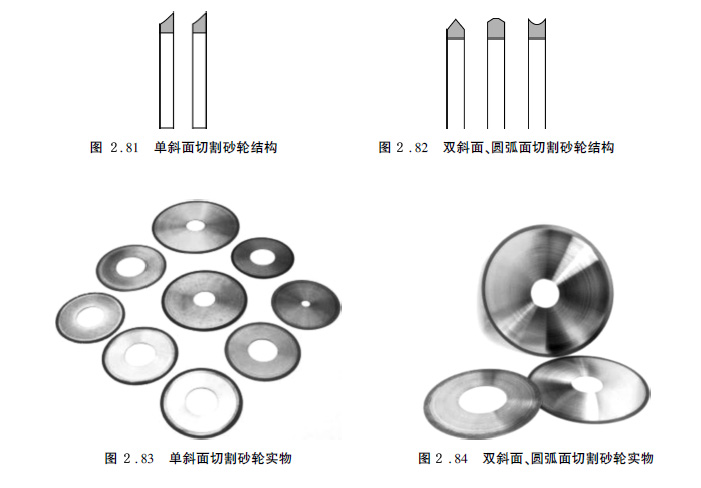 图 2.81 单斜面切割砂轮结构
图 2.82 双斜面、圆弧面切割砂轮结构
图 2.83 单斜面切割砂轮实物
图 2.84 双斜面、圆弧面切割砂轮实物